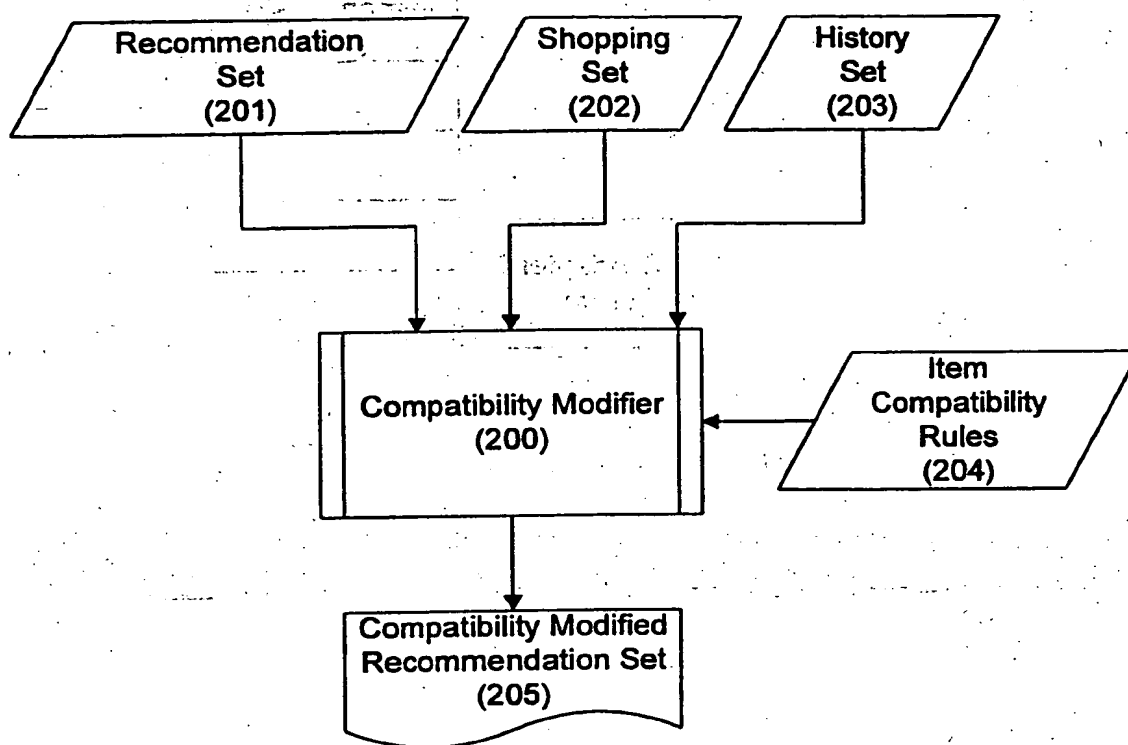 Recommendation
Set
(201)
Shopping
Set
(202)
History
Set
(203)
Compatibility Modifier
(200)
Item
Compatibility
Rules
(204)
Compatibility Modified
Recommendation Set
(205)